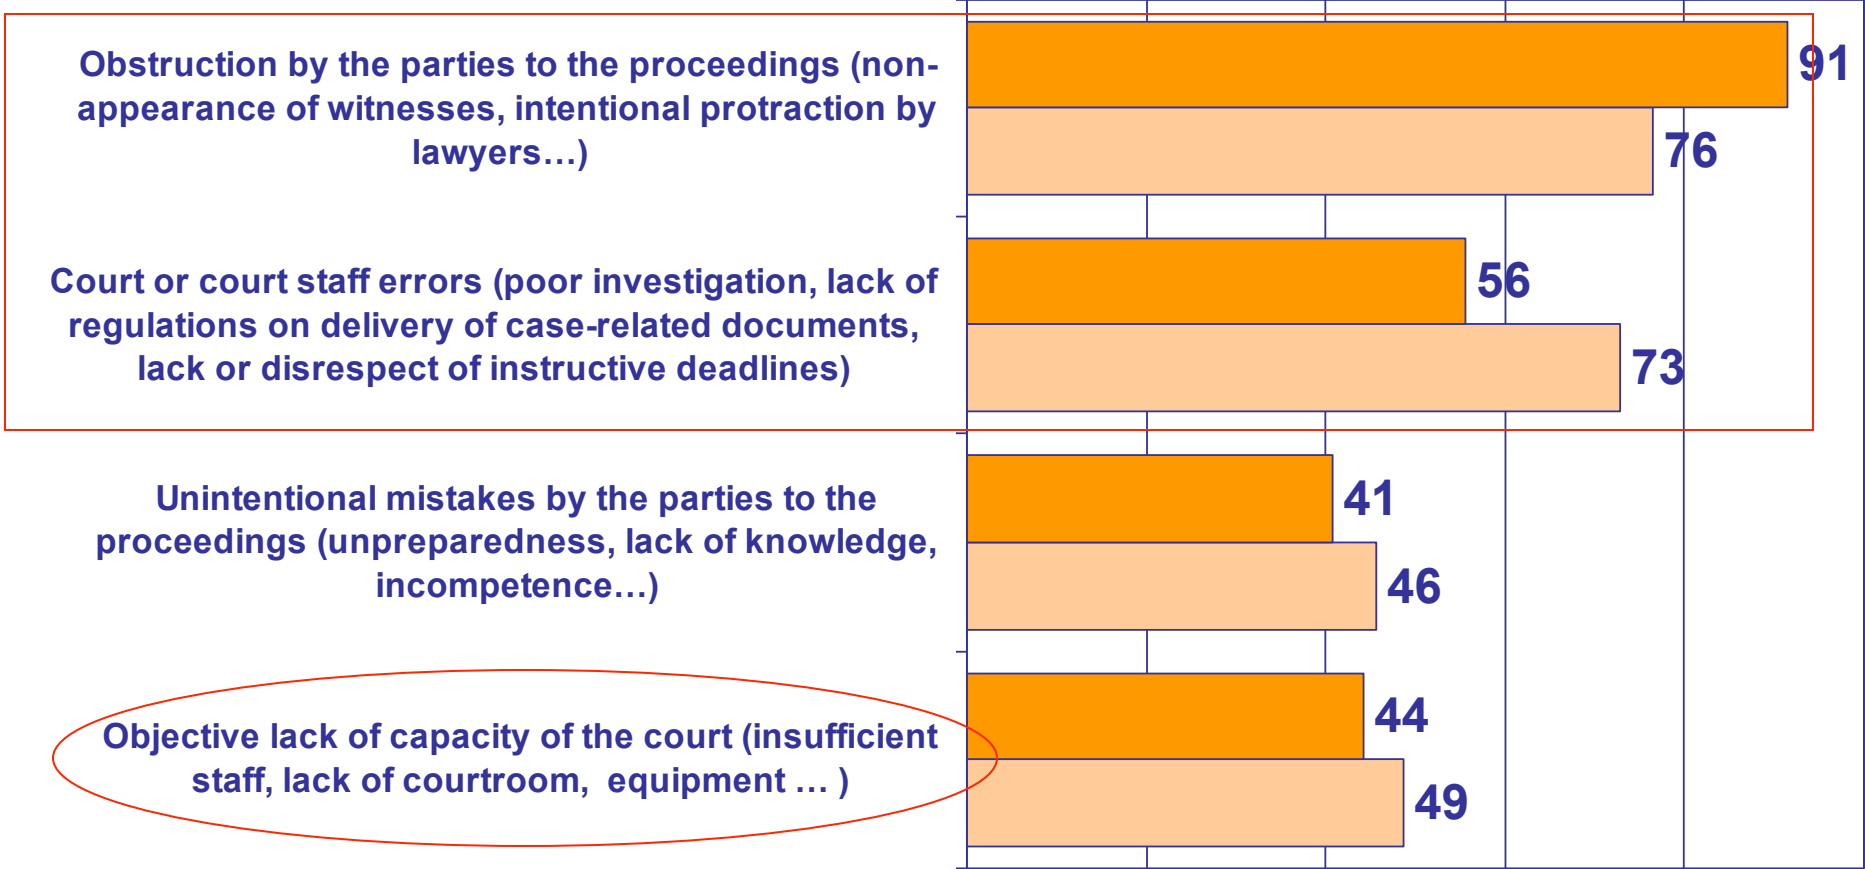 Obstruction by the parties to the proceedings (non-
appearance of witnesses, intentional protraction by
lawyers…)
91
76
Court or court staff errors (poor investigation, lack of
regulations on delivery of case-related documents,
lack or disrespect of instructive deadlines)
56
73
Unintentional mistakes by the parties to the
proceedings (unpreparedness, lack of knowledge,
incompetence…)
41
46
Objective lack of capacity of the court (insufficient
staff, lack of courtroom,  equipment … )
44
49